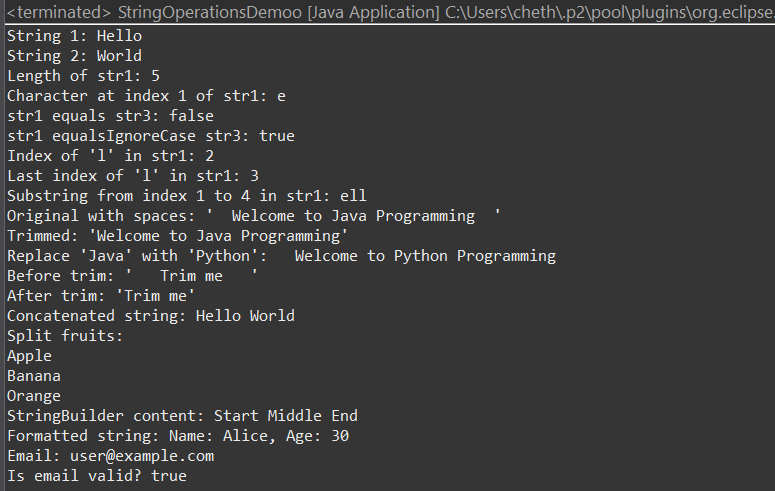 <terminated> StringOperationsDemoo [Java Application] C:\Users\cheth\.p2\pool\plugins\org.eclipse.
String 1: Hello
String 2: World
Length of str1: 5
Character at index 1 of str1: e
str1 equals str3: false
str1 equalsIgnoreCase str3: true
Index of 'l' in str1: 2
Last index of 'l' in str1: 3
Substring from index 1 to 4 in str1: ell
Original with spaces: '  Welcome to Java Programming  '
Trimmed: 'Welcome to Java Programming'
Replace 'Java' with 'Python':   Welcome to Python Programming
Before trim: '   Trim me   '
After trim: 'Trim me'
Concatenated string: Hello World
Split fruits:
Apple
Banana
Orange
StringBuilder content: Start Middle End
Formatted string: Name: Alice, Age: 30
Email: user@example.com
Is email valid? true